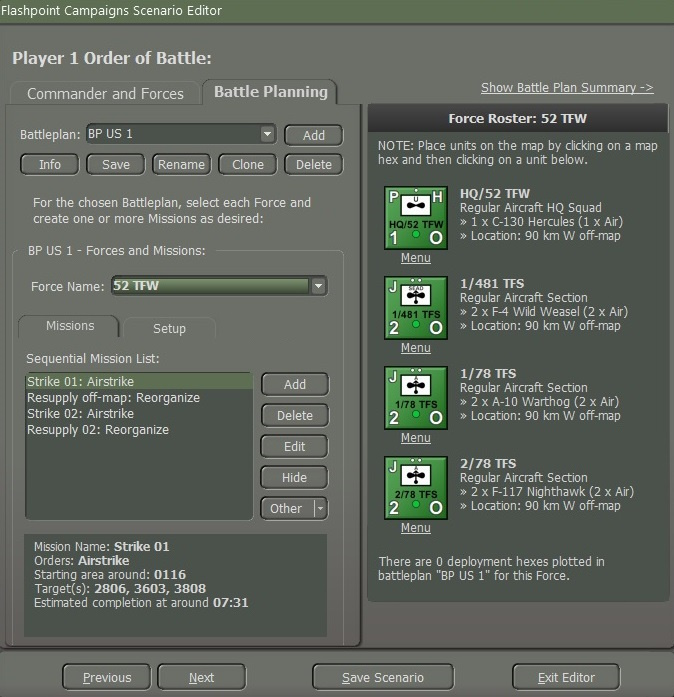 Flashpoint Campaigns Scenario Editor
Player 1 Order of Battle:
Commander and Forces
Battle Planning
Show Battle Plan Summary ->
Battleplan:
BP US 1
Add
Info
Save
Rename
Clone
Delete
For the chosen Battleplan, select each Force and
create one or more Missions as desired:
BP US 1 - Forces and Missions:
Force Name:
52 TFW
Missions
Setup
Sequential Mission List:
Strike 01: Airstrike
Resupply off-map: Reorganize
Strike 02: Airstrike
Resupply 02: Reorganize
Add
Delete
Edit
Hide
Other
Mission Name: Strike 01
Orders: Airstrike
Starting area around: 0116
Target(s): 2806, 3603, 3808
Estimated completion at around 07:31
Force Roster: 52 TFW
NOTE: Place units on the map by clicking on a map
hex and then clicking on a unit below.
P H
U
HQ/52 TFW
1 O
Menu
HQ/52 TFW
Regular Aircraft HQ Squad
» 1 x C-130 Hercules (1 x Air)
» Location: 90 km W off-map
J
SEAD
1/481 TFS
2 O
Menu
1/481 TFS
Regular Aircraft Section
» 2 x F-4 Wild Weasel (2 x Air)
» Location: 90 km W off-map
J
A
1/78 TFS
2 O
Menu
1/78 TFS
Regular Aircraft Section
» 2 x A-10 Warthog (2 x Air)
» Location: 90 km W off-map
J
A
2/78 TFS
2 O
Menu
2/78 TFS
Regular Aircraft Section
» 2 x F-117 Nighthawk (2 x Air)
» Location: 90 km W off-map
There are 0 deployment hexes plotted in
battleplan "BP US 1" for this Force.
Previous
Next
Save Scenario
Exit Editor